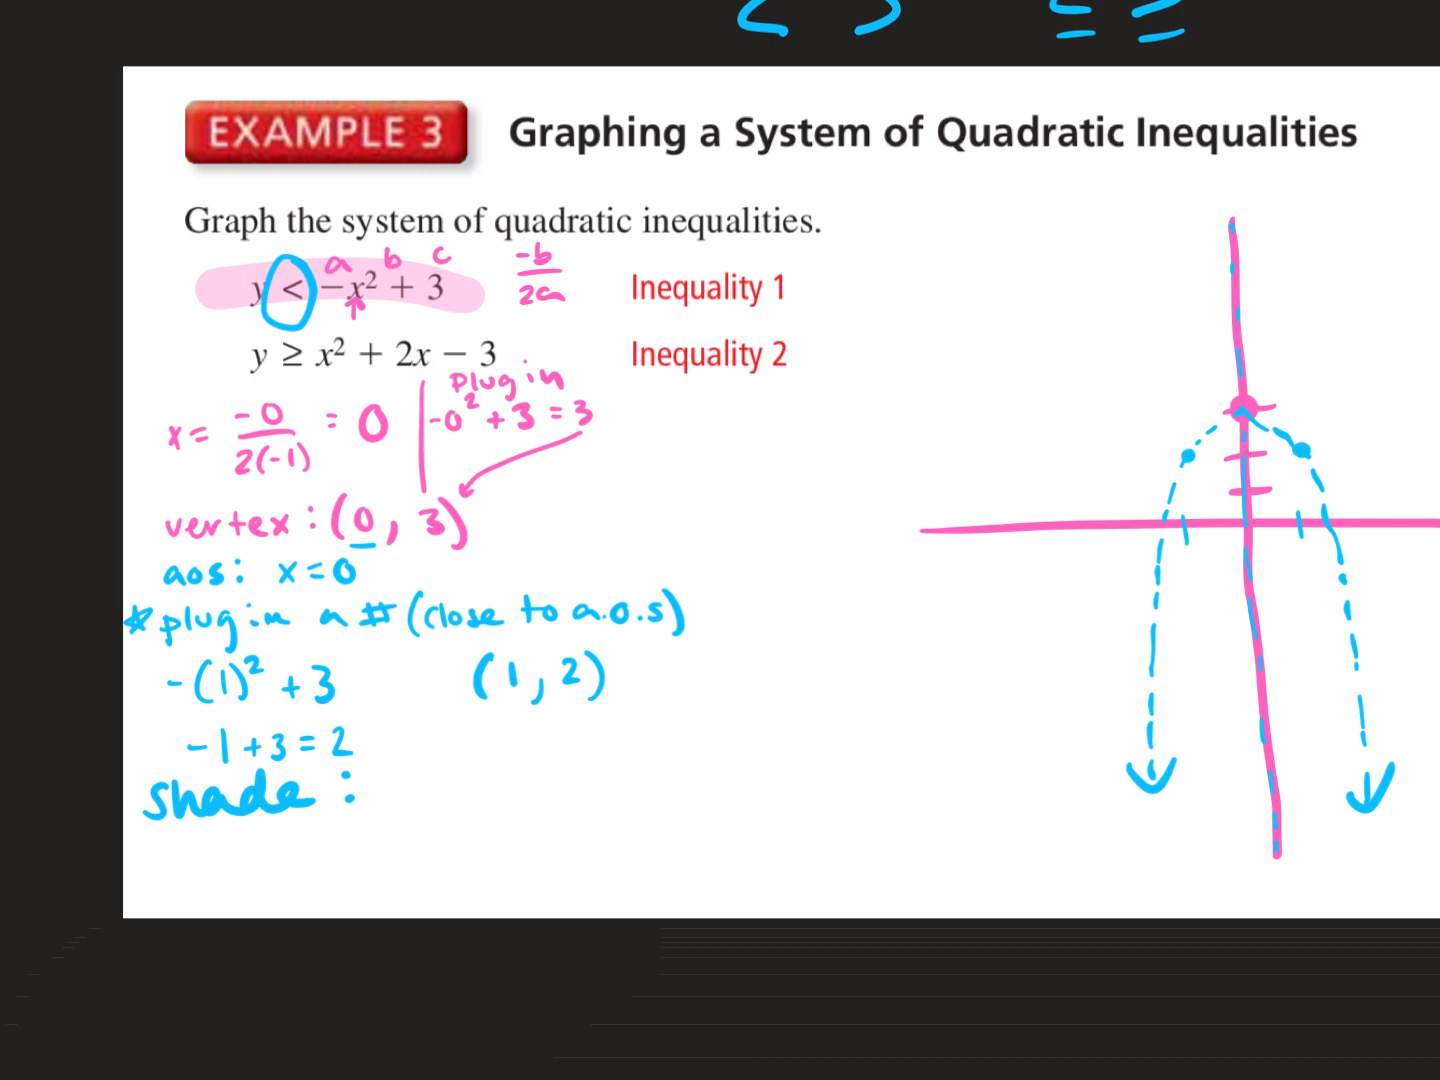 EXAMPLE 3 Graphing a System of Quadratic Inequalities
Graph the system of quadratic inequalities.
a b c -b/2a
y < −x² + 3 Inequality 1
y ≥ x² + 2x − 3 Inequality 2
plug in
x = -0/2(-1) = 0 -0² + 3 = 3
vertex: (0, 3)
aos: x=0
* plug in a # (close to a.o.s)
-(1)² + 3 (1, 2)
-1 + 3 = 2
shade: